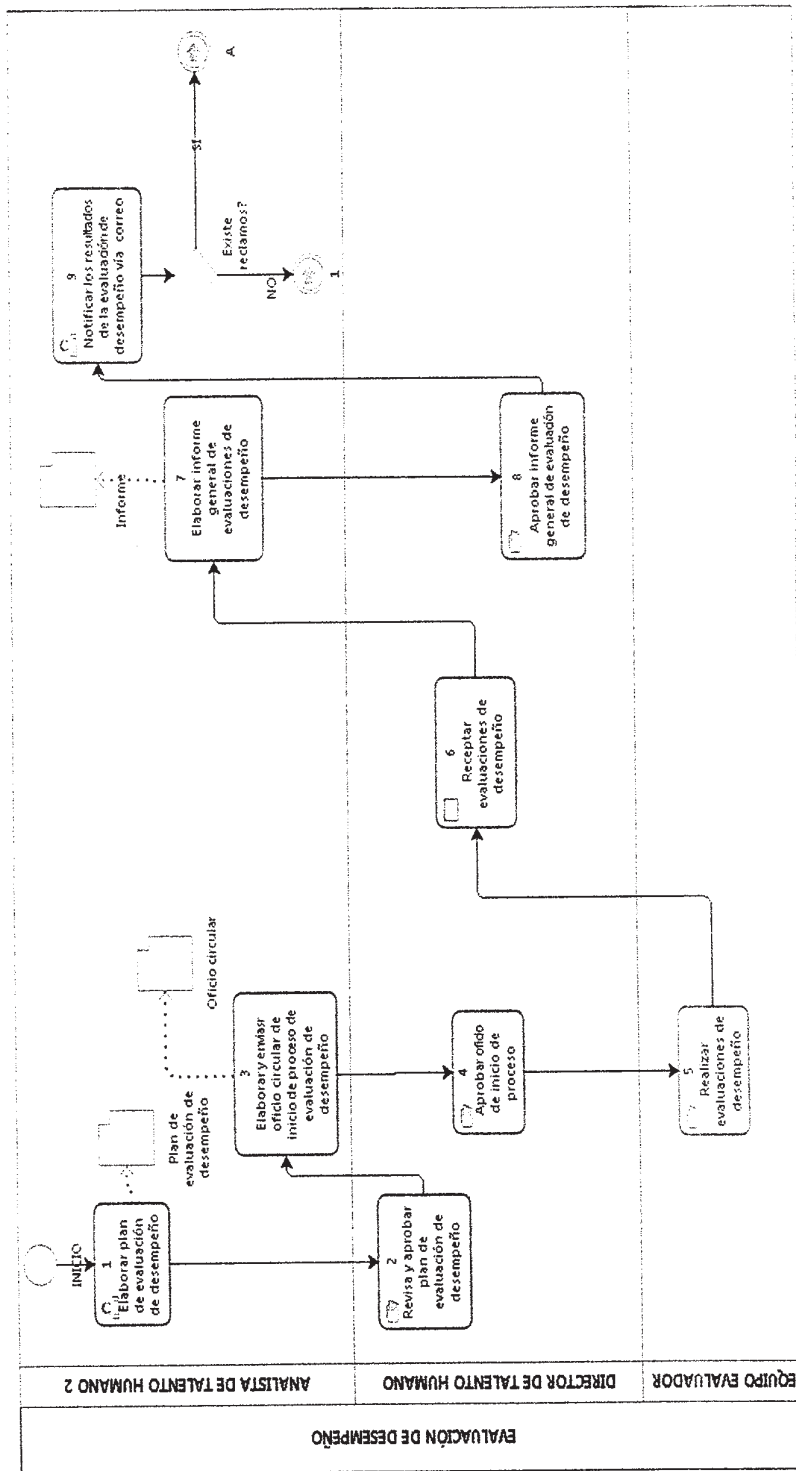 EVALUACIÓN DE DESEMPEÑO
ANALISTA DE TALENTO HUMANO 2
DIRECTOR DE TALENTO HUMANO
EQUIPO EVALUADOR
INICIO
1
Elaborar plan
de evaluación
de desempeño
Plan de
evaluación de
desempeño
2
Revisa y aprobar
plan de
evaluación de
desempeño
3
Elaborar y enviasr
oficio circular de
inicio de proceso de
evaluación de
desempeño
Oficio circular
4
Aprobar ofido
de inicio de
proceso
5
Realizar
evaluaciones de
desempeño
6
Receptar
evaluaciones de
desempeño
7
Elaborar informe
general de
evaluaciones de
desempeño
Informe
8
Aprobar informe
general de evaluación
de desempeño
9
Notificar los resultados
de la evaluación de
desempeño vía correo
Existe
reclamos?
SI
A
NO
1